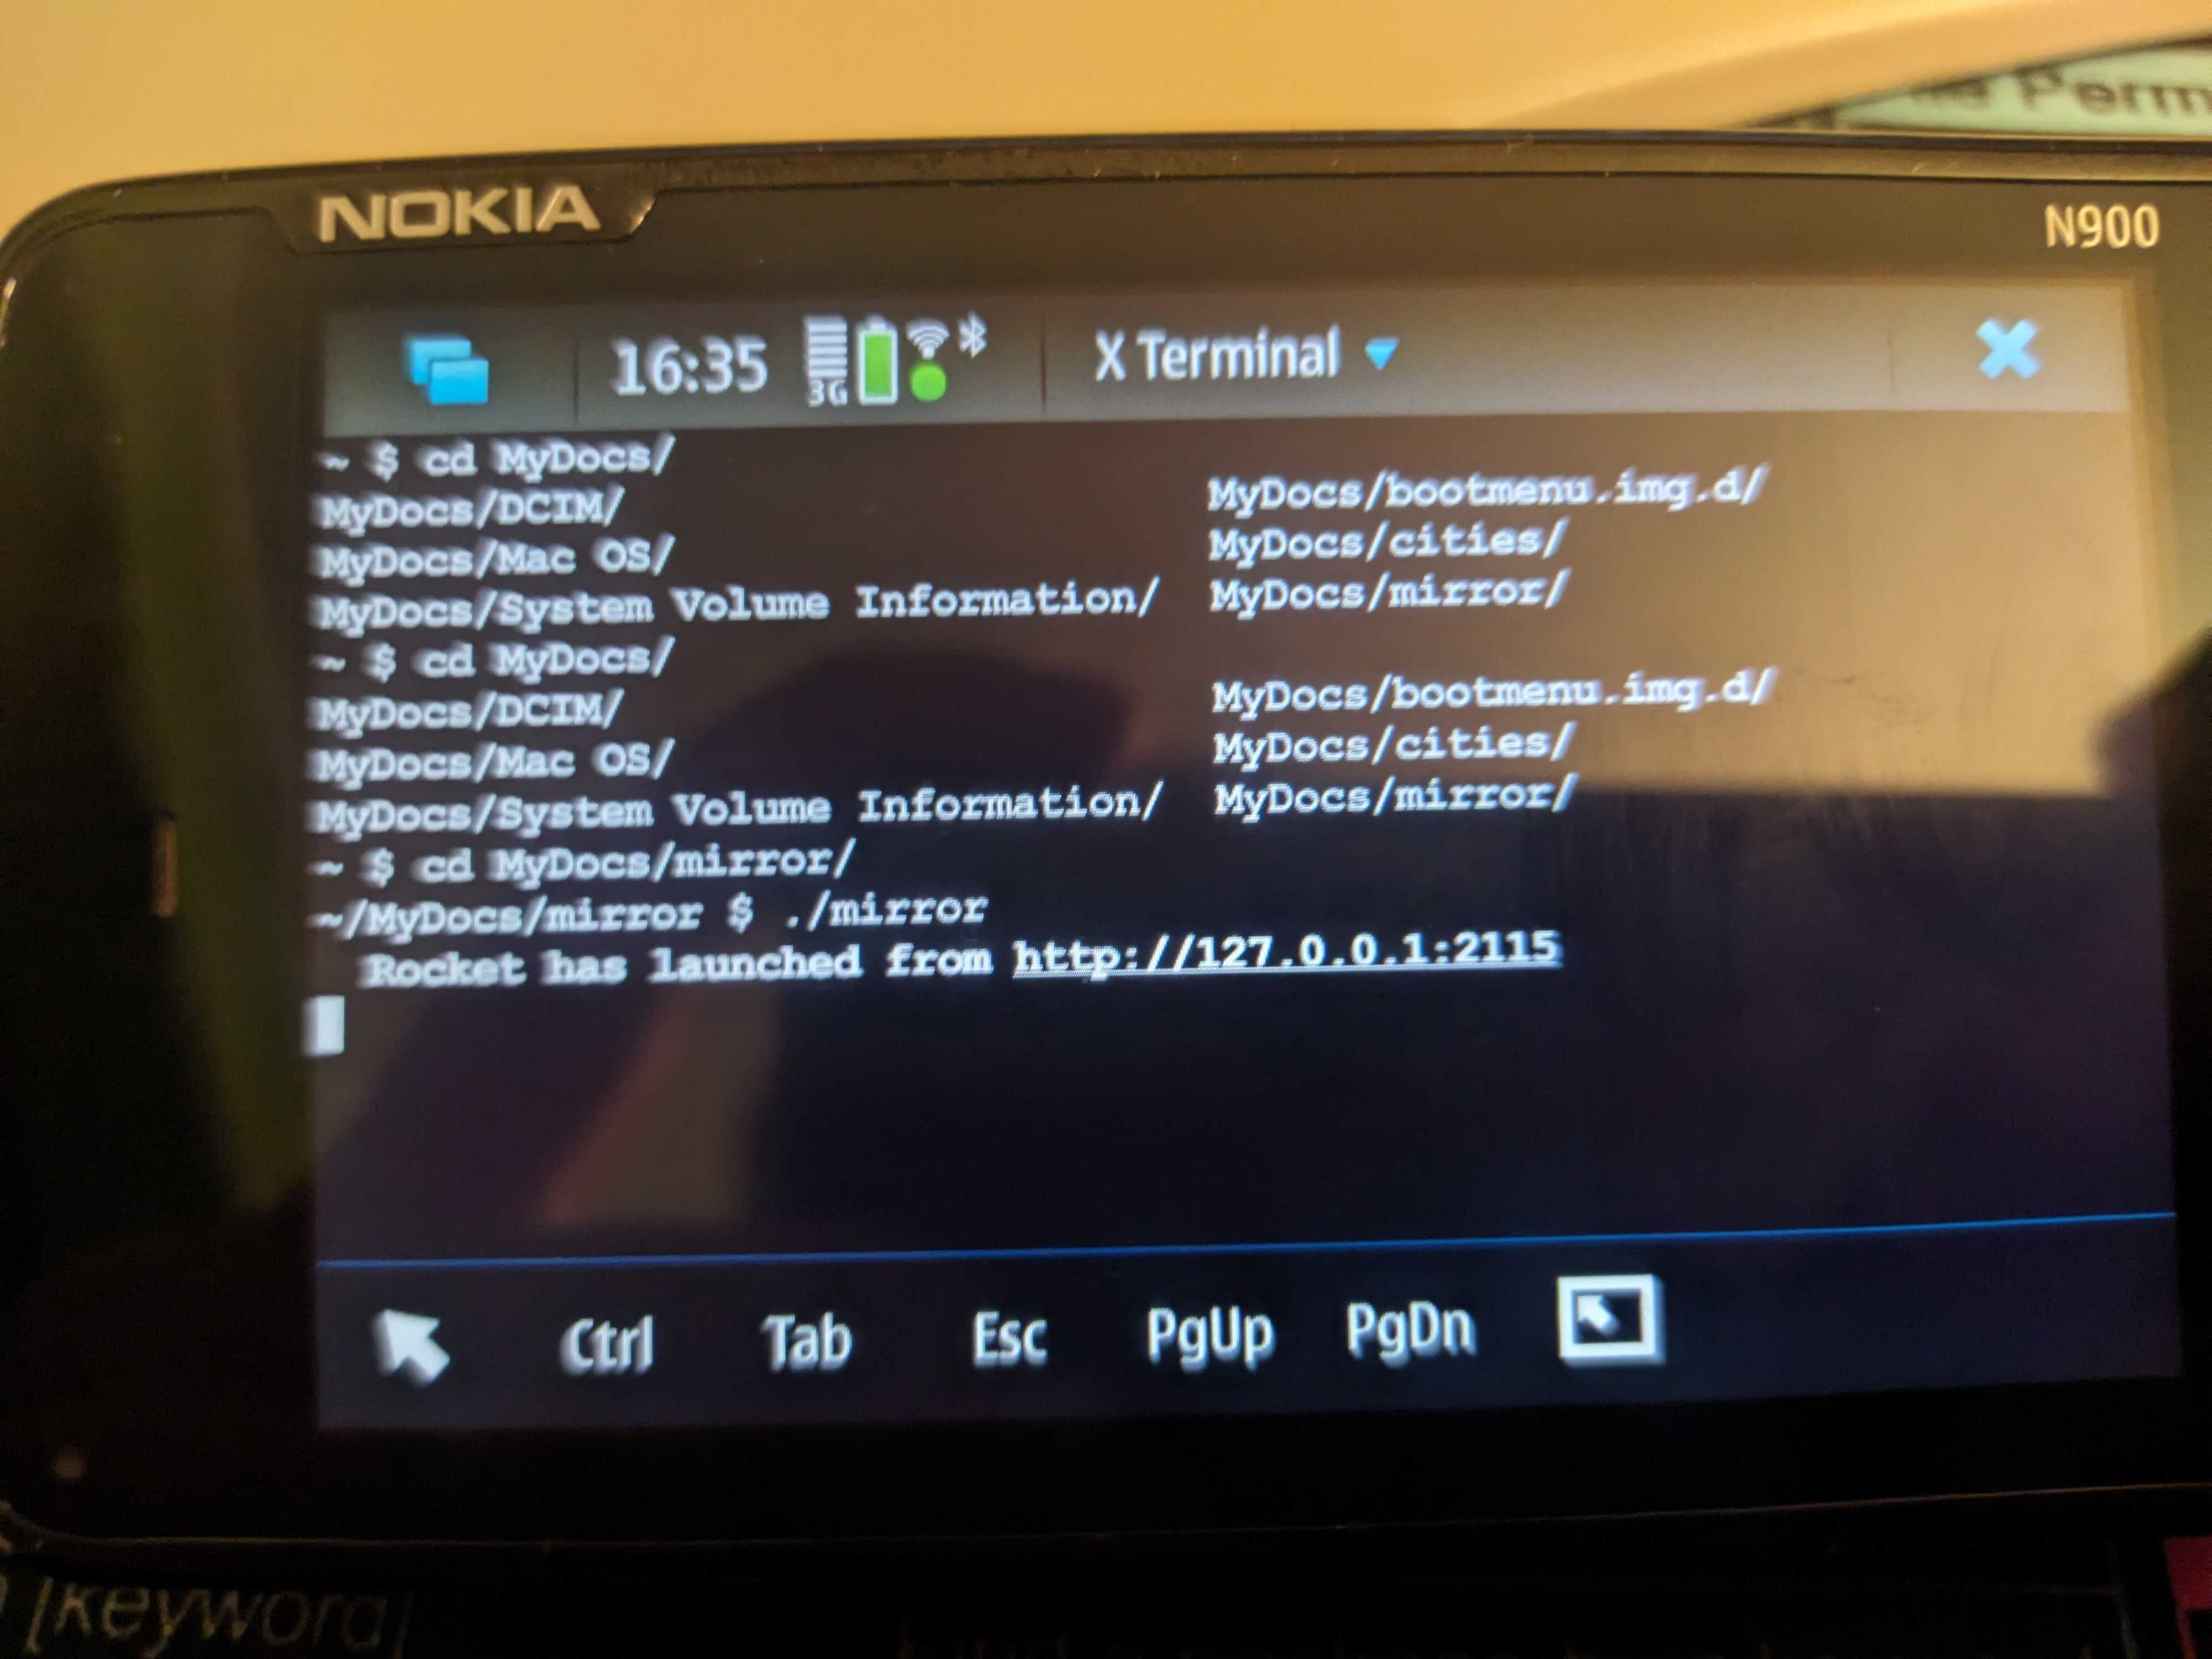 Perm
NOKIA
N900
16:35 3G X Terminal
~ $ cd MyDocs/
MyDocs/DCIM/ MyDocs/bootmenu.img.d/
MyDocs/Mac OS/ MyDocs/cities/
MyDocs/System Volume Information/ MyDocs/mirror/
~ $ cd MyDocs/
MyDocs/DCIM/ MyDocs/bootmenu.img.d/
MyDocs/Mac OS/ MyDocs/cities/
MyDocs/System Volume Information/ MyDocs/mirror/
~ $ cd MyDocs/mirror/
~/MyDocs/mirror $ ./mirror
Rocket has launched from http://127.0.0.1:2115
Ctrl Tab Esc PgUp PgDn
[keyword]